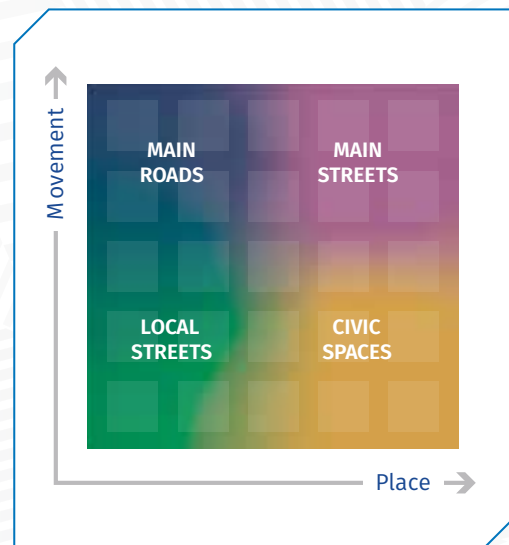 Movement
MAIN
ROADS
MAIN
STREETS
LOCAL
STREETS
CIVIC
SPACES
Place